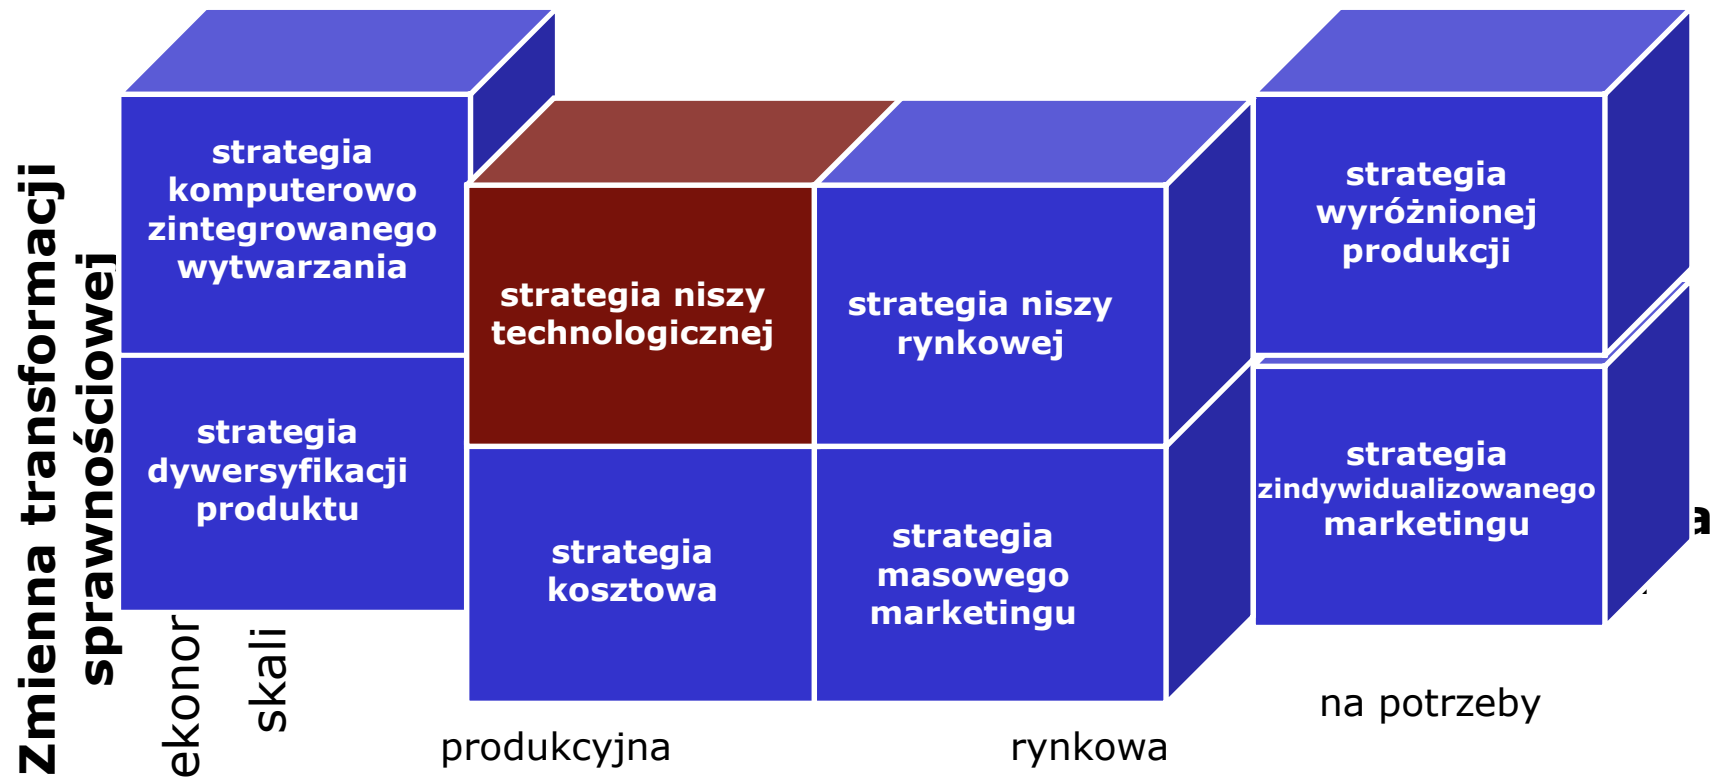 Zmienna transformacji
sprawnościowej
strategia
komputerowo
zintegrowanego
wytwarzania
strategia niszy
technologicznej
strategia niszy
rynkowej
strategia
wyróżnionej
produkcji
strategia
dywersyfikacji
produktu
strategia
kosztowa
strategia
masowego
marketingu
strategia
zindywidualizowanego
marketingu
skali
produkcyjna
rynkowa
na potrzeby